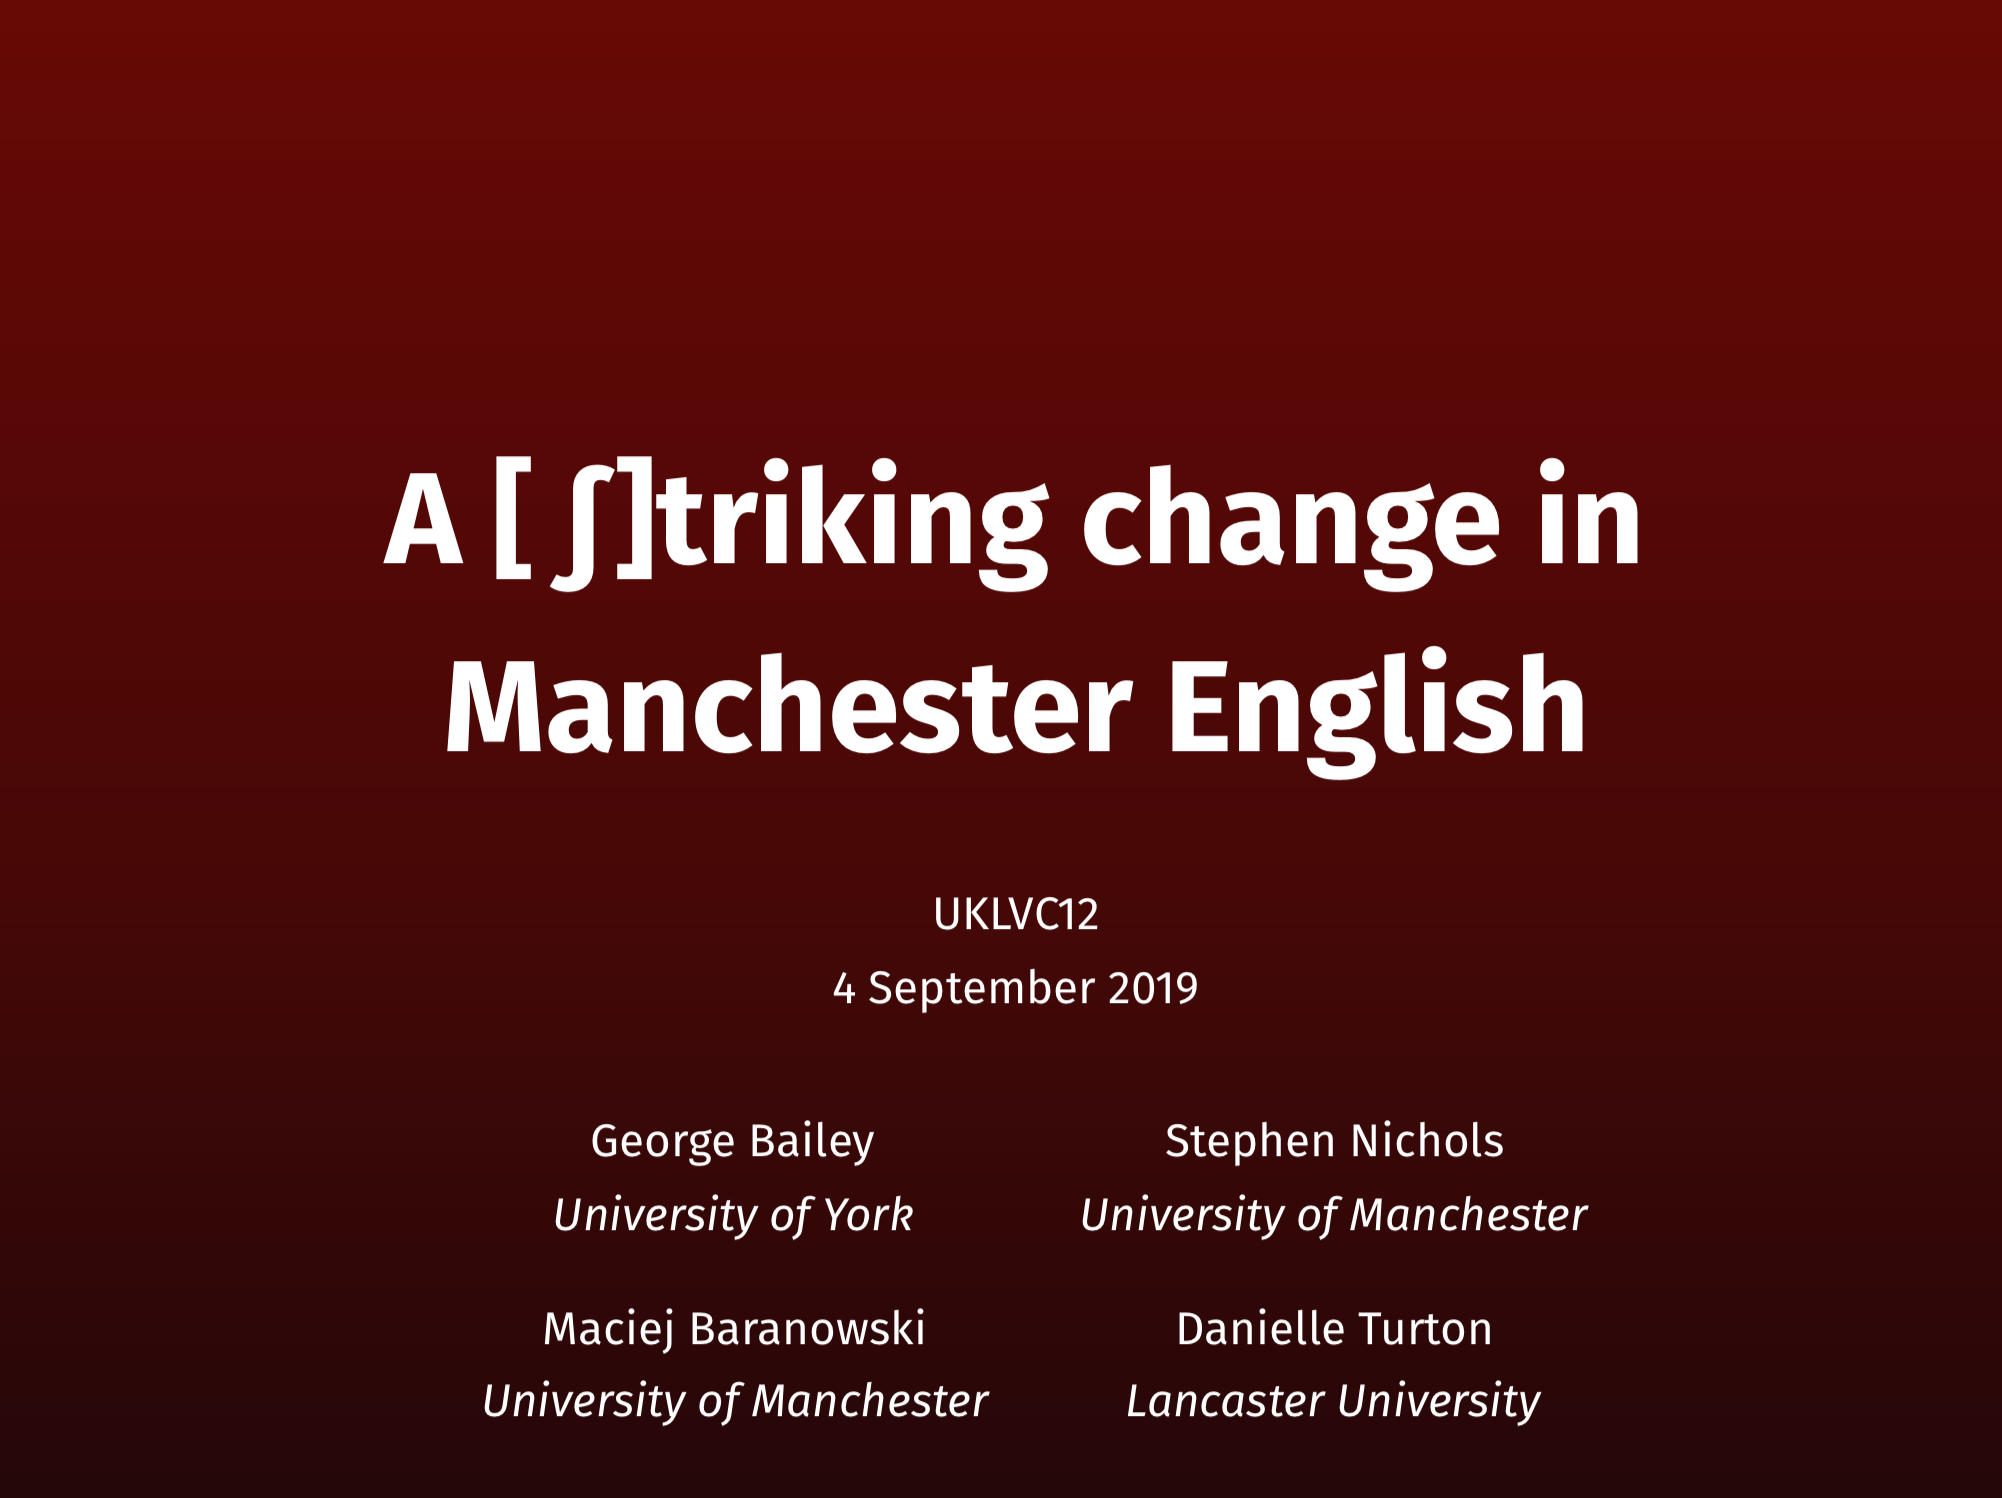 A [ʃ]triking change in
Manchester English
UKLVC12
4 September 2019
George Bailey
University of York
Stephen Nichols
University of Manchester
Maciej Baranowski
University of Manchester
Danielle Turton
Lancaster University